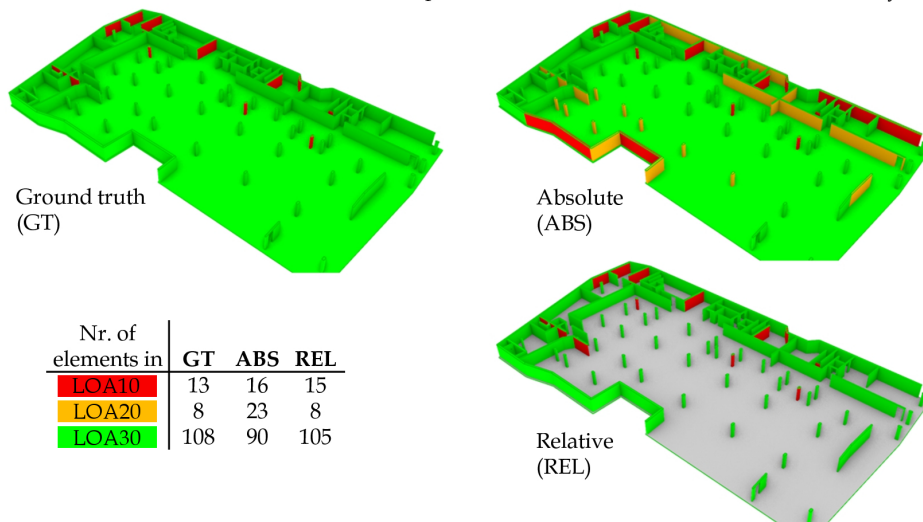 Ground truth
(GT)
Absolute
(ABS)
Nr. of
elements in GT ABS REL
LOA10 13 16 15
LOA20 8 23 8
LOA30 108 90 105
Relative
(REL)